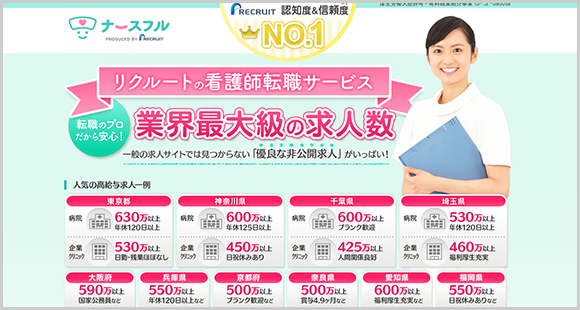 ナースフル
PRODUCED BY RECRUIT
RECRUIT 認知度&信頼度
NO.1
リクルートの看護師転職サービス
転職のプロ
だから安心!
業界最大級の求人数
一般の求人サイトでは見つからない「優良な非公開求人」がいっぱい!
人気の高給与求人一例
東京都 神奈川県 千葉県 埼玉県
病院 630万以上 年休120日以上
病院 600万以上 年休125日以上
病院 600万以上 ブランク歓迎
病院 530万以上 年休120日以上
企業 クリニック 530万以上 日勤・残業ほぼなし
企業 クリニック 450万以上 日祝休みあり
企業 クリニック 425万以上 人間関係良好
企業 クリニック 460万以上 福利厚生充実
大阪府 兵庫県 京都府 奈良県 愛知県 福岡県
590万以上 550万以上 500万以上 500万以上 600万以上 550万以上
国家公務員など 年休120日以上など ブランク歓迎など 賞与4.9ヶ月など 福利厚生充実など 日祝休みありなど